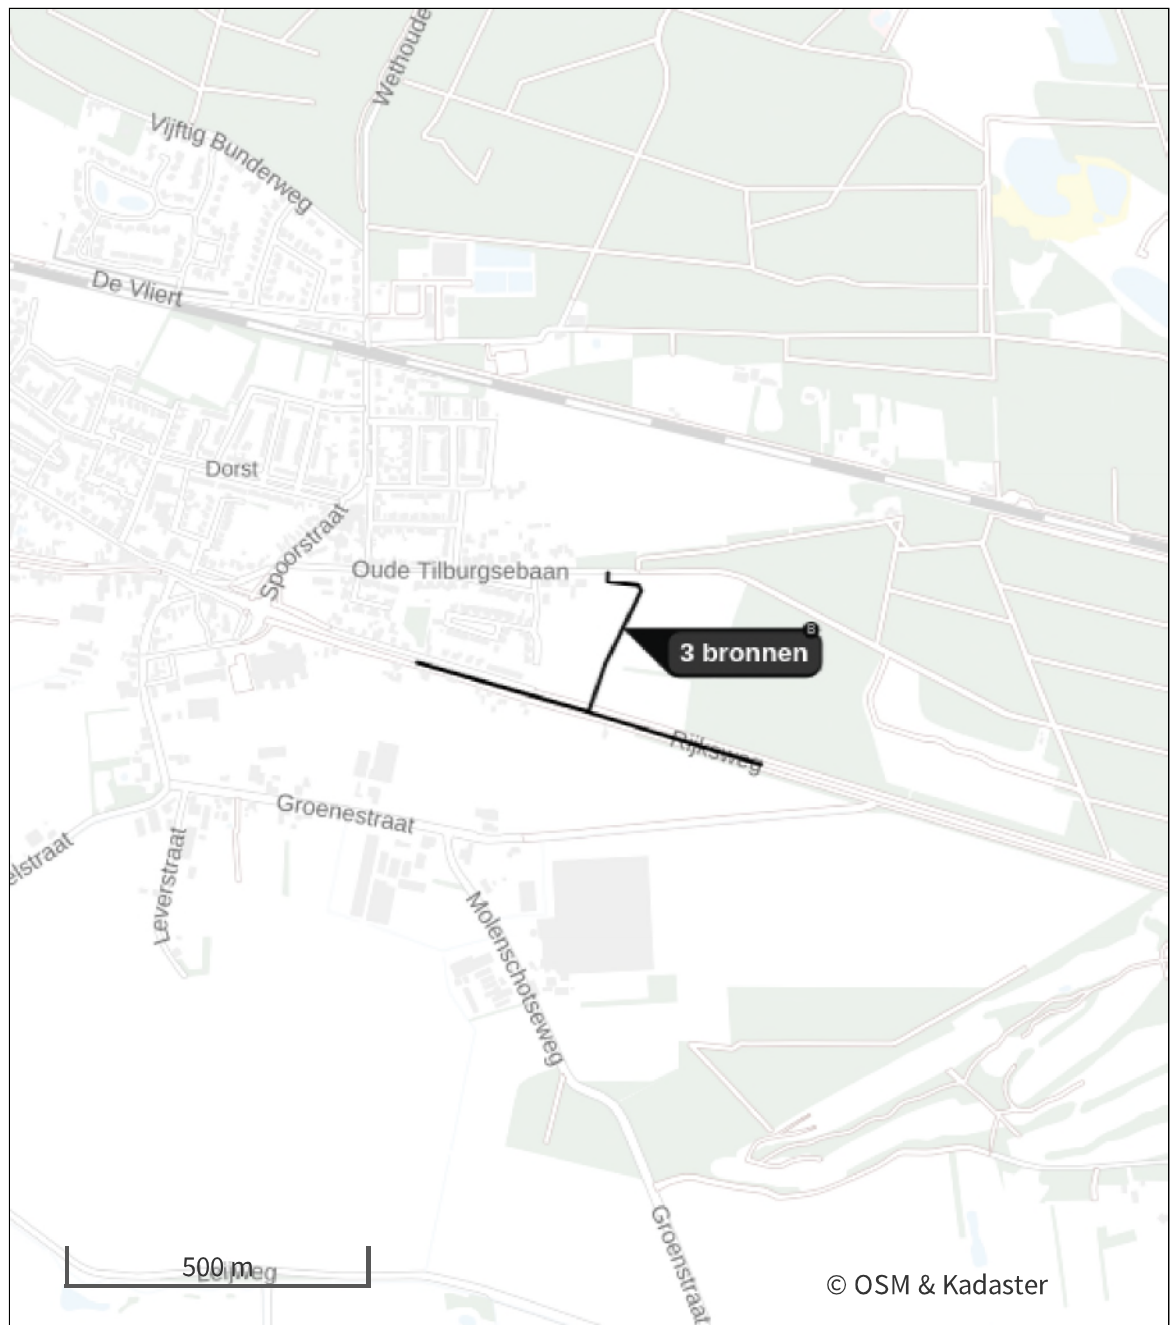 Wethoude
Vijftig Bunderweg
De Vliert
Dorst
Spoorstraat
Oude Tilburgsebaan
B
3 bronnen
Rijksweg
Groenestraat
elstraat
Leverstraat
Molenschotseweg
Groenstraat
500 m
Leijweg
© OSM & Kadaster